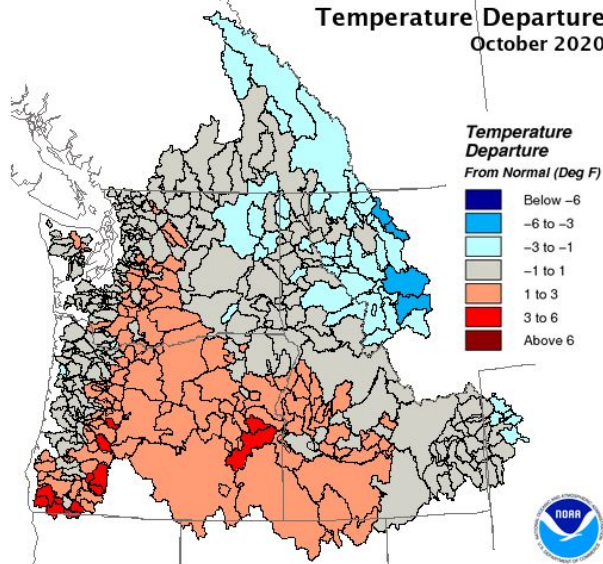 Temperature Departure
October 2020
Temperature
Departure
From Normal (Deg F)
Below -6
-6 to -3
-3 to -1
-1 to 1
1 to 3
3 to 6
Above 6
NOAA